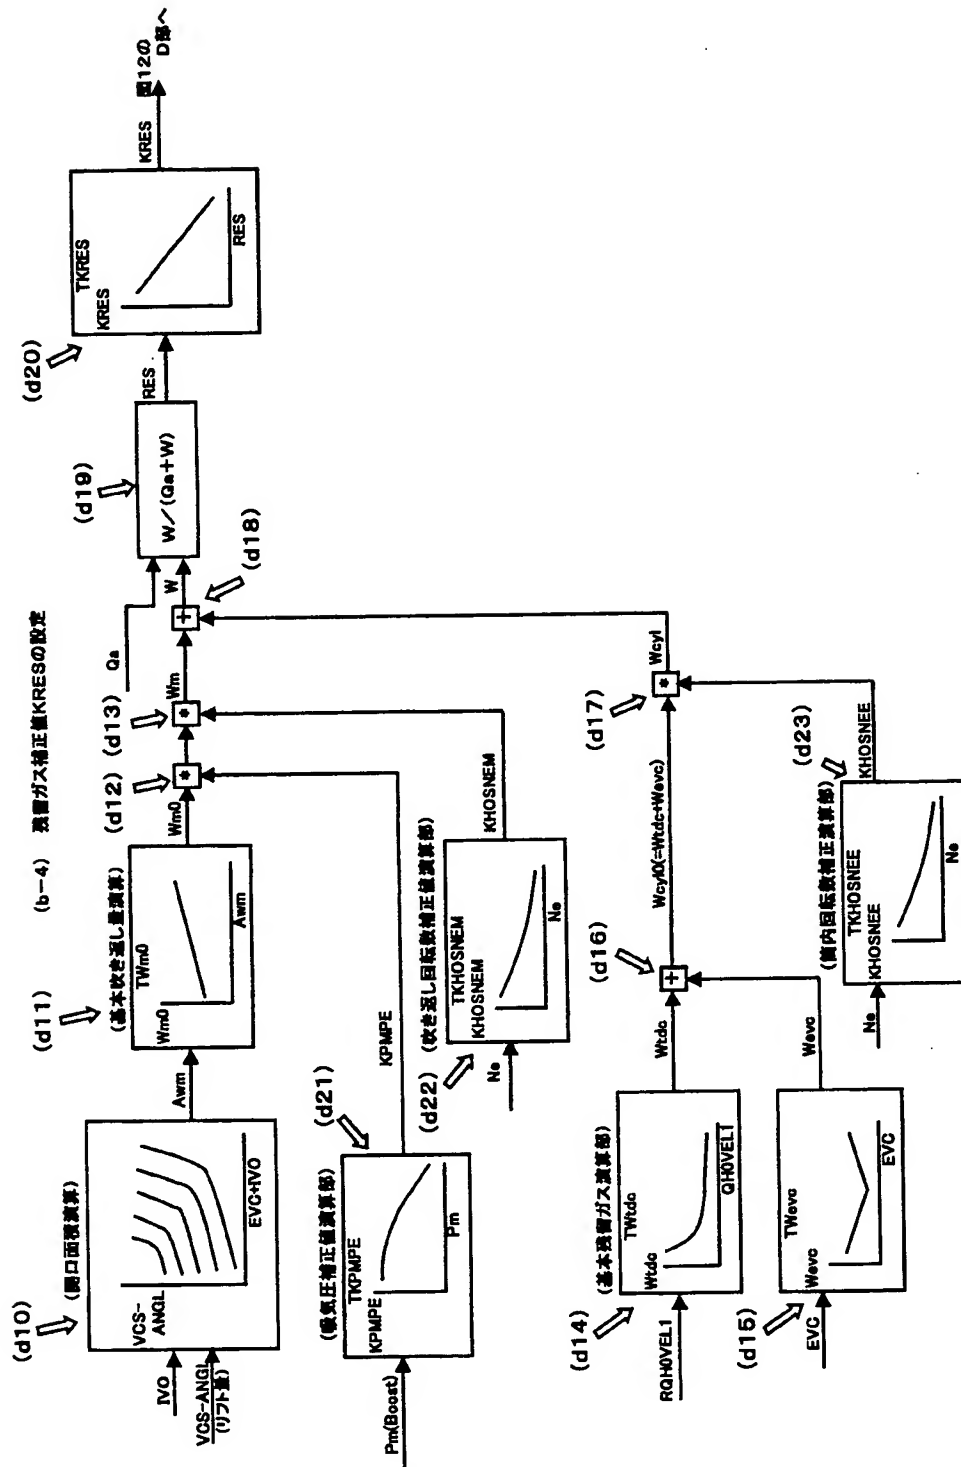 (b-4) 残留ガス補正値KRESの設定
(d10)
(開口面積演算)
VCS-
ANGL
EVC+IVO
IVO
VCS-ANGL
(リフト量)
Awm
(d11)
(基本吹き返し量演算)
TWm0
Wm0
Awm
Wm0
(d12)
*
(d13)
*
Wm
Qa
+
(d18)
W
(d19)
W/(Qa+W)
RES
(d20)
TKRES
KRES
RES
KRES
図12の
D部へ
Pm(Boost)
(d21)
(吸気圧補正値演算部)
TKPMPE
KPMPE
Pm
KPMPE
Ne
(d22)
(吹き返し回転数補正値演算部)
TKHOSNEM
KHOSNEM
Ne
KHOSNEM
RQH0VEL1
(d14)
(基本残留ガス演算部)
TWtdc
Wtdc
QH0VEL1
Wtdc
EVC
(d15)
TWevc
Wevc
EVC
Wevc
(d16)
+
Wcyl0(=Wtdc+Wevc)
(d17)
*
Wcyl
Ne
(d23)
(筒内回転数補正演算部)
TKHOSNEE
KHOSNEE
Ne
KHOSNEE